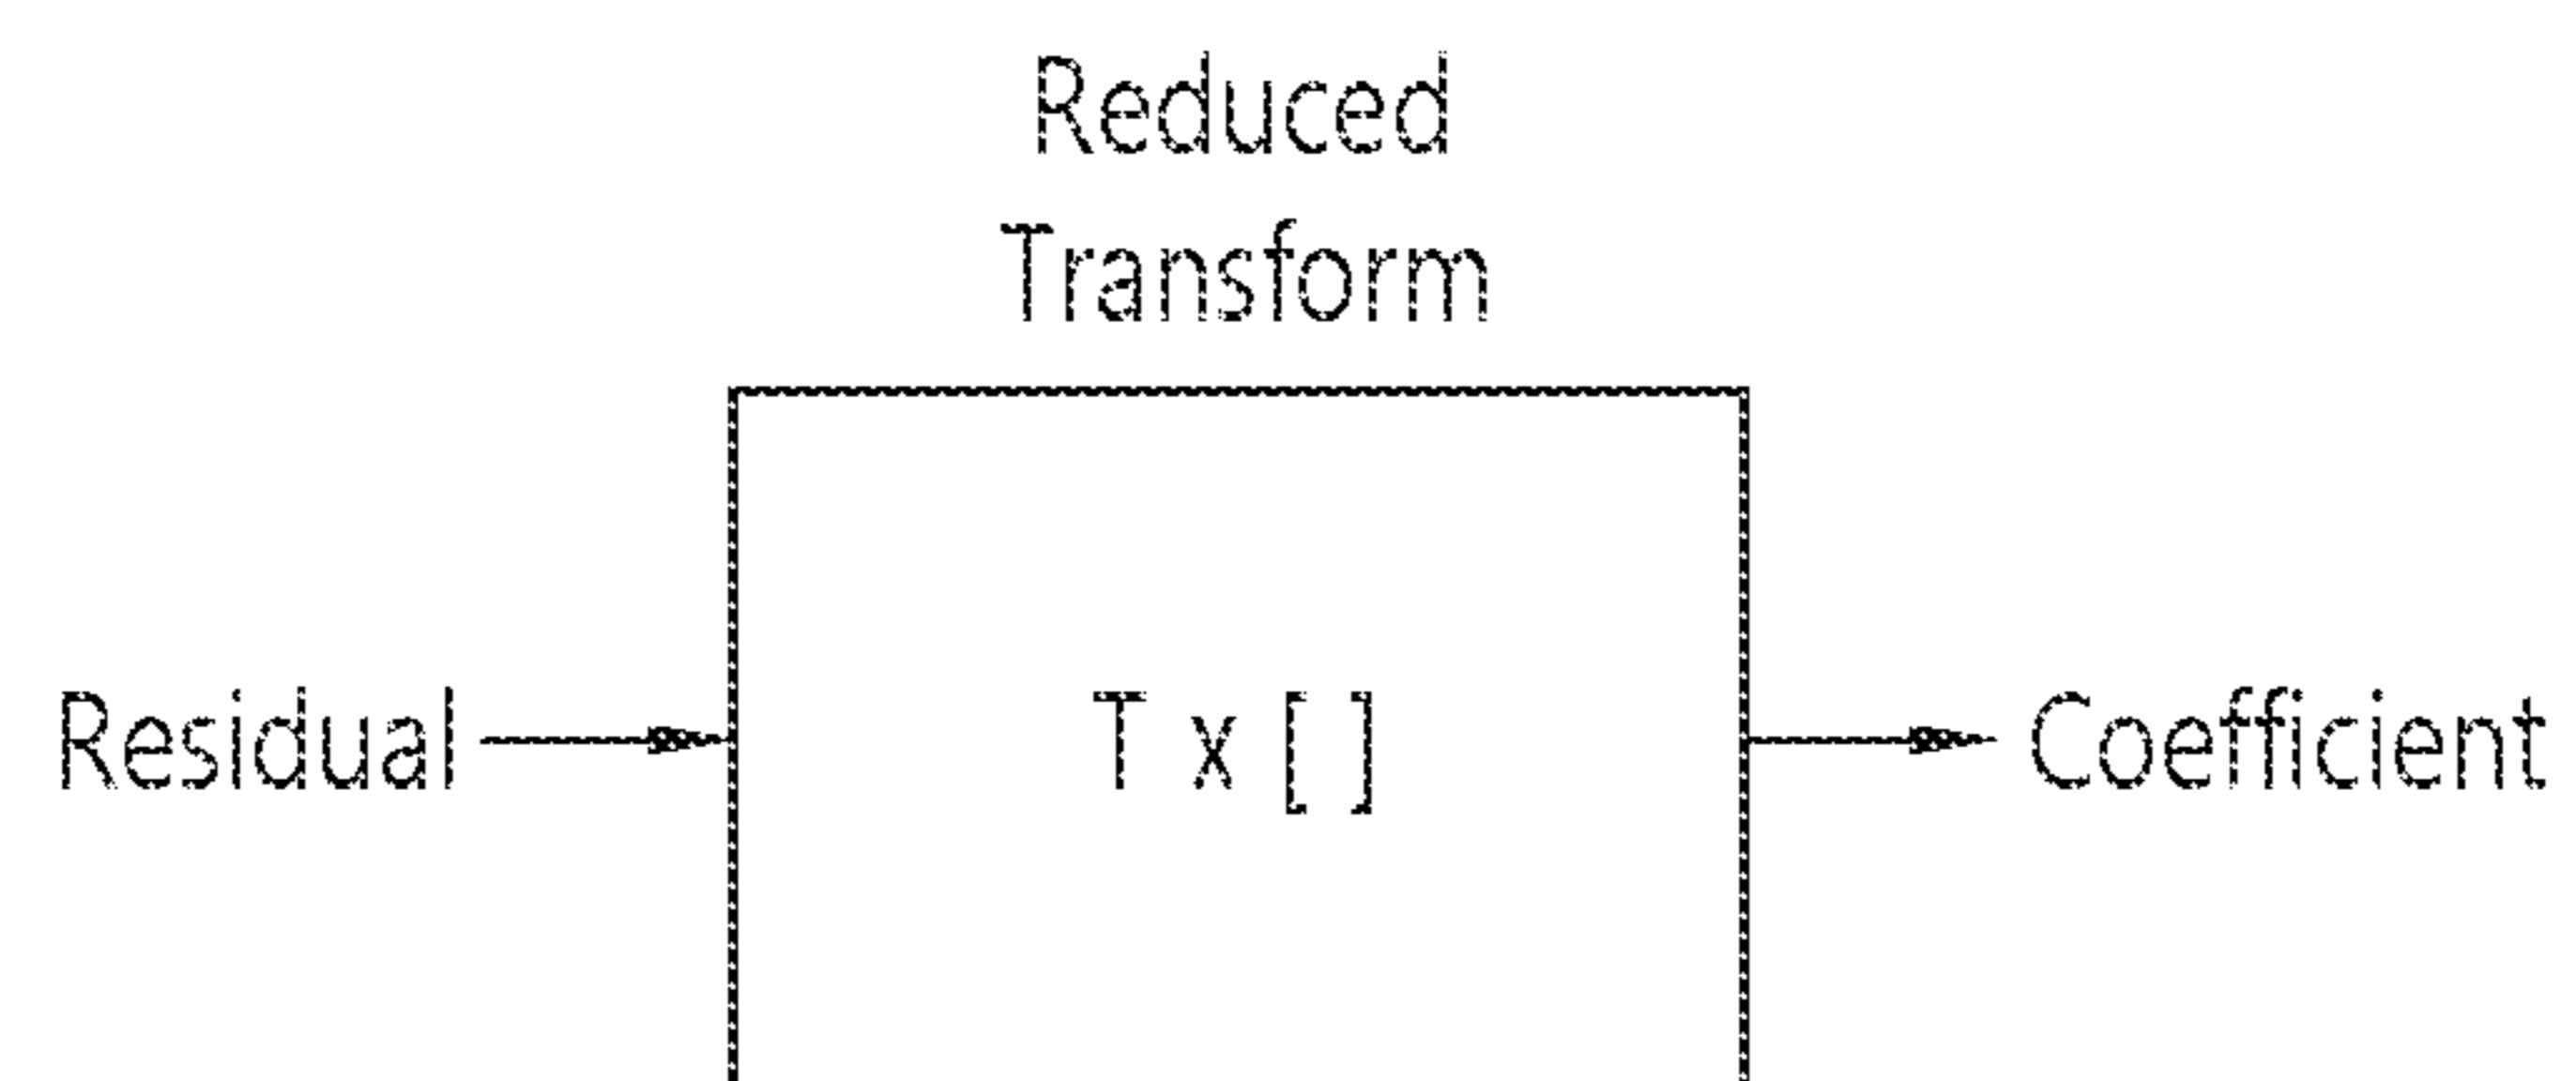 Reduced
Transform
Residual
T x [ ]
Coefficient